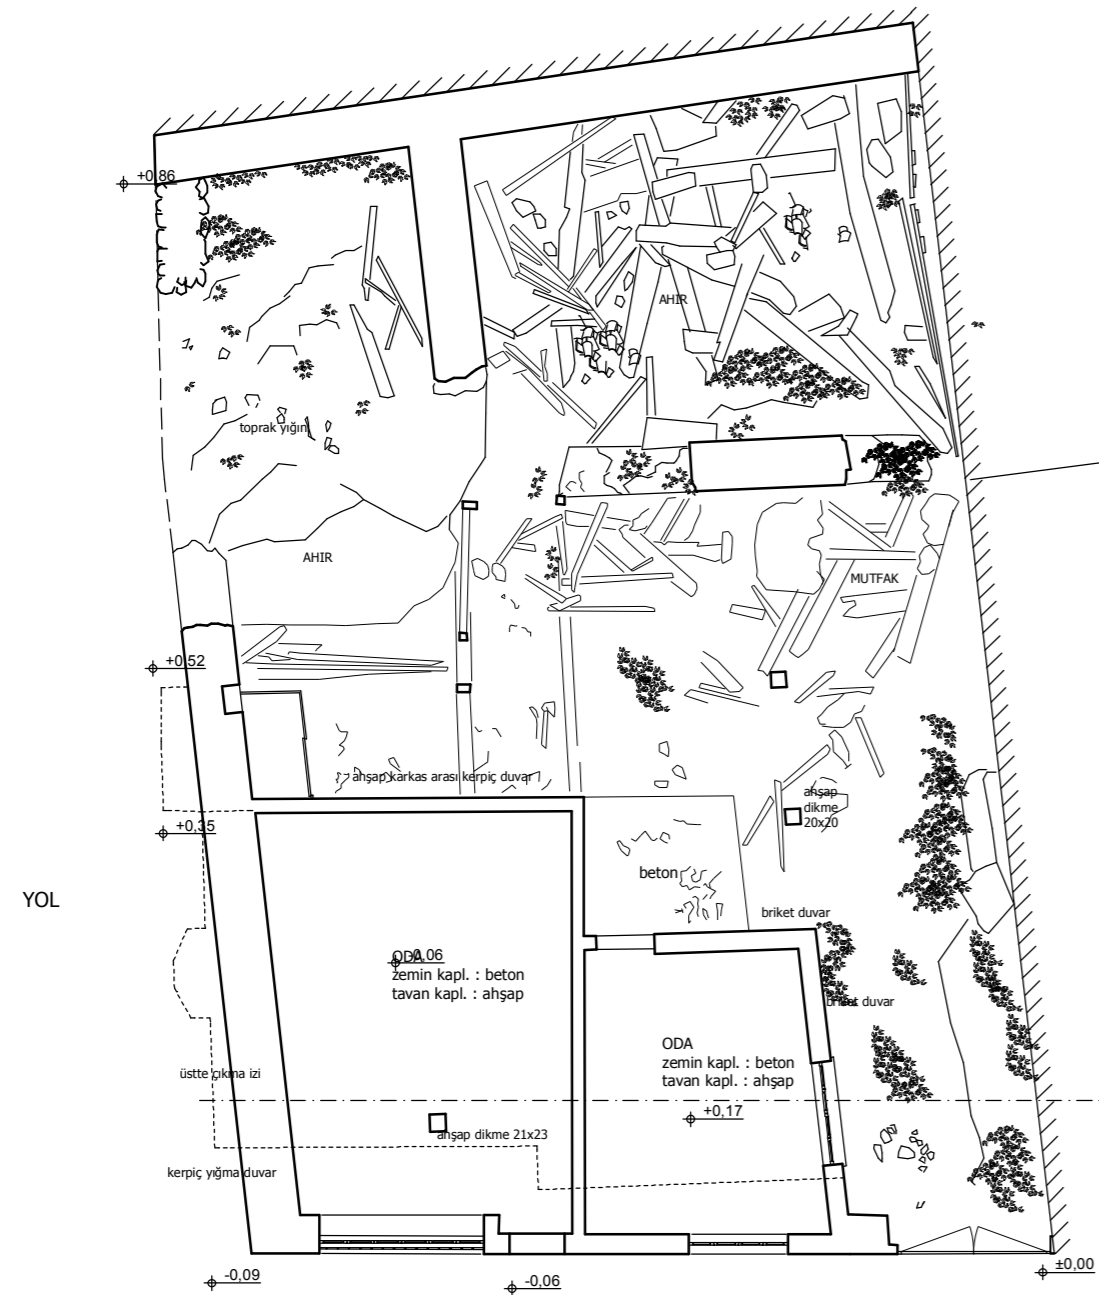 +0,86
AHIR
toprak yığın
AHIR
MUTFAK
+0,52
ahşap karkas arası kerpiç duvar
ahşap
dikme
20x20
+0,35
beton
YOL
briket duvar
ODA
-0,06
zemin kapl. : beton
tavan kapl. : ahşap
briket duvar
ODA
zemin kapl. : beton
tavan kapl. : ahşap
üstte çıkma izi
+0,17
ahşap dikme 21x23
kerpiç yığma duvar
±0,00
-0,09
-0,06